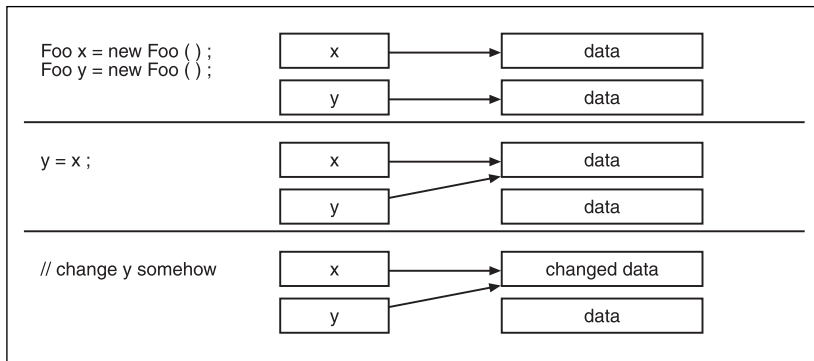 Foo x = new Foo ( ) ;
Foo y = new Foo ( ) ;
x
data
y
data
y = x ;
x
data
y
data
// change y somehow
x
changed data
y
data